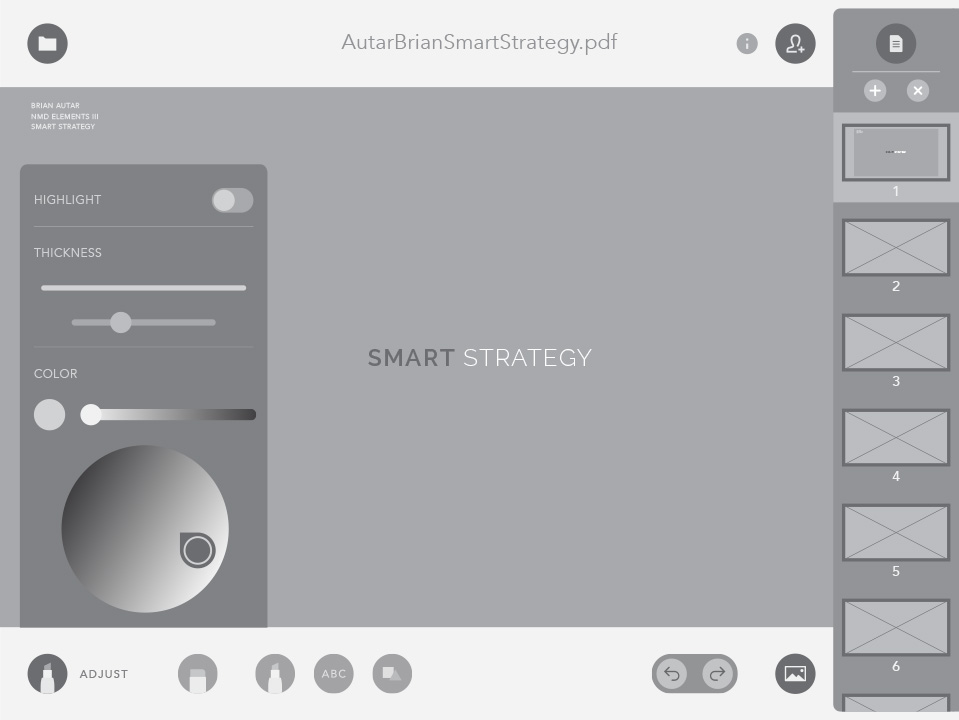 AutarBrianSmartStrategy.pdf
BRIAN AUTAR
NMD ELEMENTS III
SMART STRATEGY
HIGHLIGHT
THICKNESS
COLOR
SMART STRATEGY
ADJUST
ABC
1
2
3
4
5
6